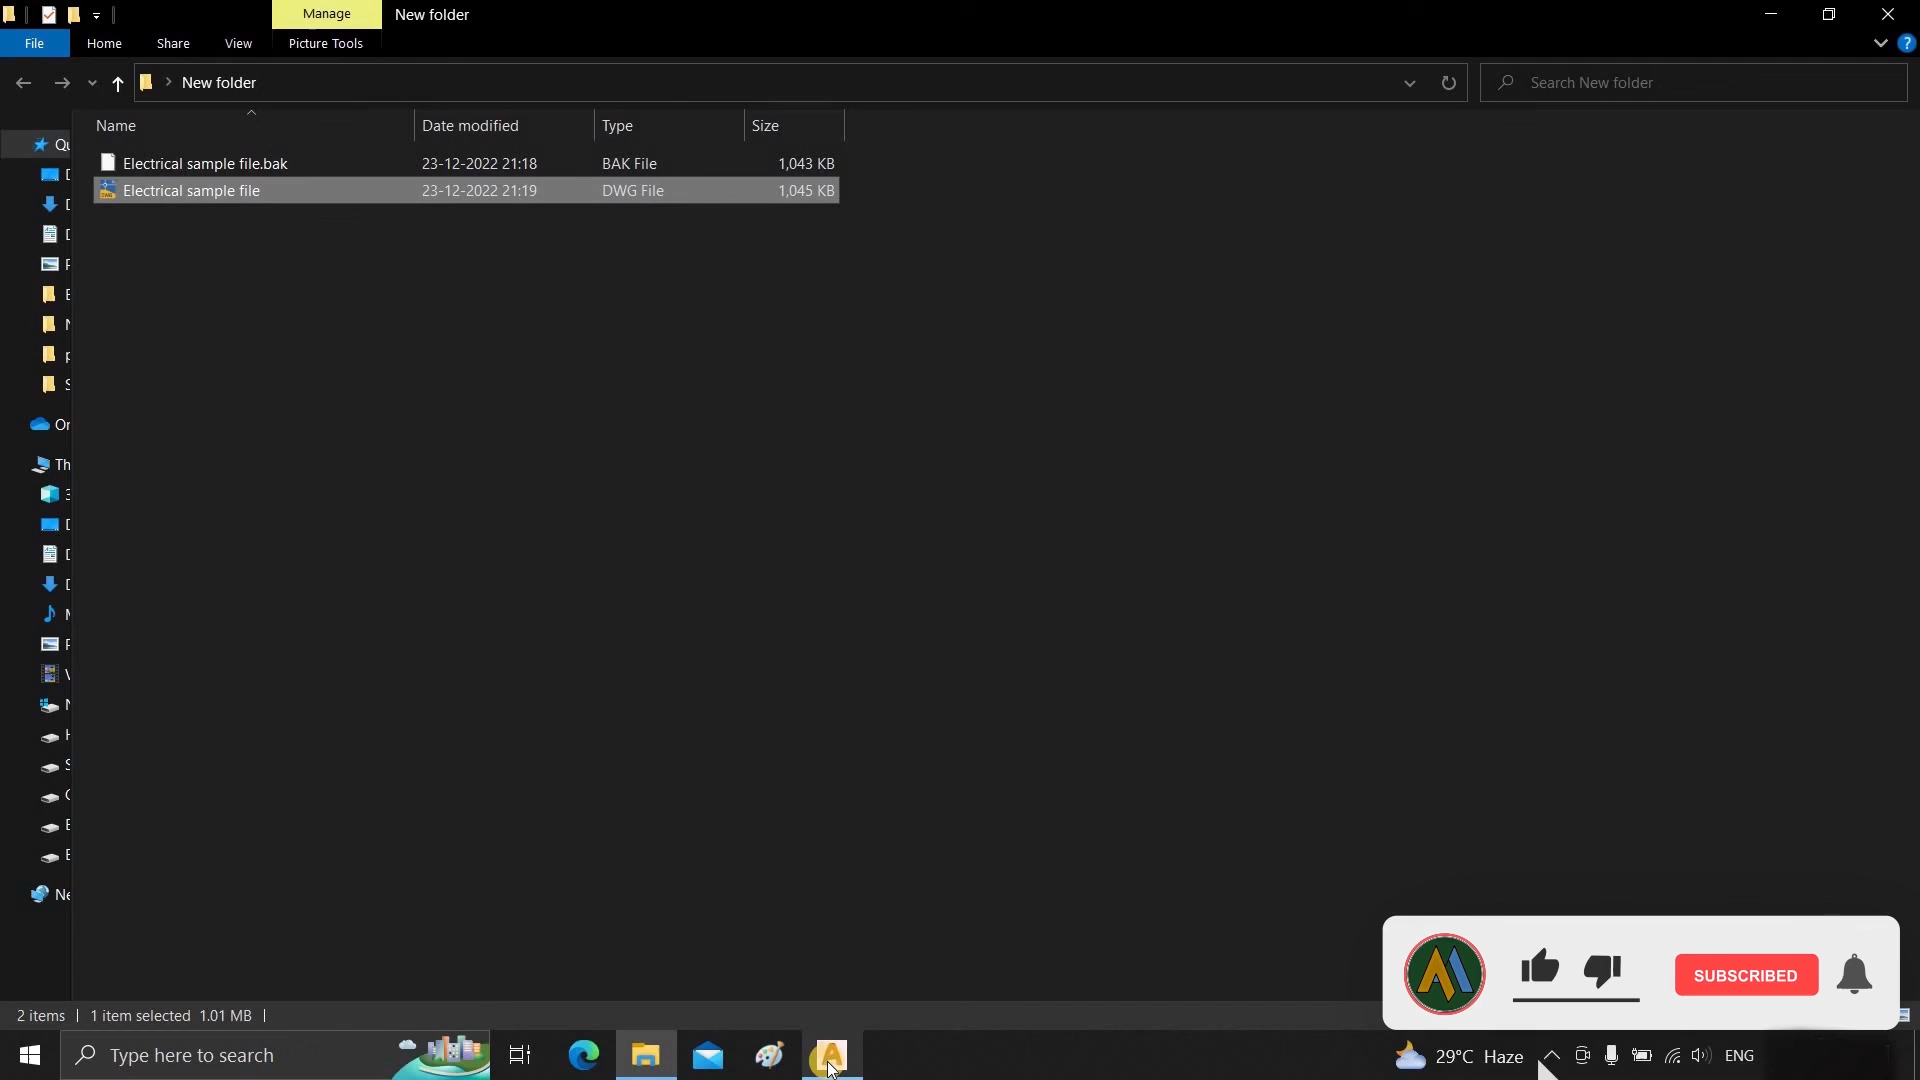 Manage
New folder
File
Home
Share
View
Picture Tools
New folder
Search New folder
Name
Date modified
Type
Size
Electrical sample file.bak
23-12-2022 21:18
BAK File
1,043 KB
Electrical sample file
23-12-2022 21:19
DWG File
1,045 KB
2 items
1 item selected 1.01 MB
SUBSCRIBED
Type here to search
29°C Haze
ENG